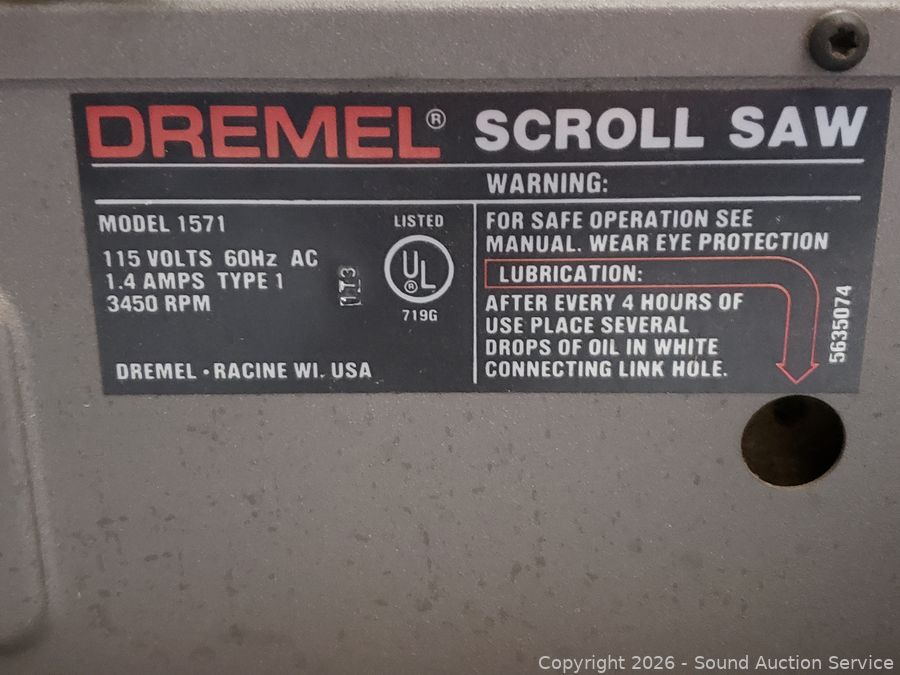 DREMEL® SCROLL SAW
WARNING:
MODEL 1571
115 VOLTS 60Hz AC
1.4 AMPS TYPE 1
3450 RPM
DREMEL • RACINE WI. USA
LISTED
UL
®
719G
FOR SAFE OPERATION SEE
MANUAL. WEAR EYE PROTECTION
LUBRICATION:
AFTER EVERY 4 HOURS OF
USE PLACE SEVERAL
DROPS OF OIL IN WHITE
CONNECTING LINK HOLE.
5635074
Copyright 2026 - Sound Auction Service